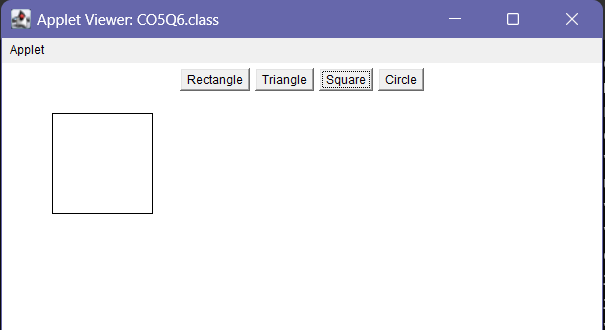 Applet Viewer: CO5Q6.class
Applet
Rectangle Triangle Square Circle